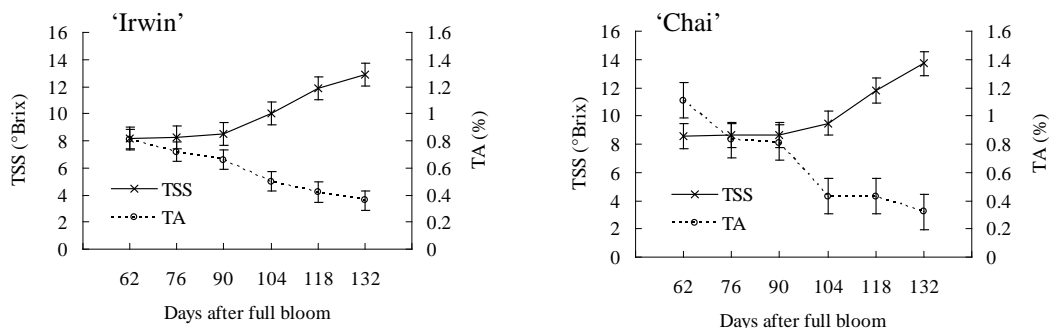 ‘Irwin’
16
14
12
10
8
6
4
2
0
TSS (°Brix)
1.6
1.4
1.2
1
0.8
0.6
0.4
0.2
0
TA (%)
TSS
TA
62 76 90 104 118 132
Days after full bloom
‘Chai’
16
14
12
10
8
6
4
2
0
TSS (°Brix)
1.6
1.4
1.2
1
0.8
0.6
0.4
0.2
0
TA (%)
TSS
TA
62 76 90 104 118 132
Days after full bloom